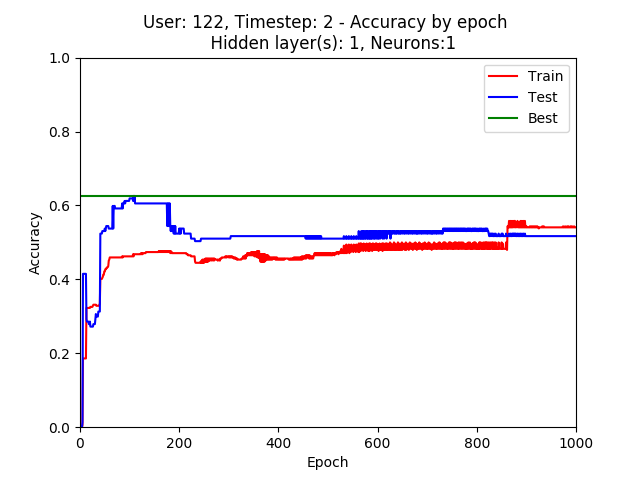 User: 122, Timestep: 2 - Accuracy by epoch
Hidden layer(s): 1, Neurons:1
1.0
0.8
0.6
0.4
0.2
0.0
Accuracy
Train
Test
Best
0 200 400 600 800 1000
Epoch